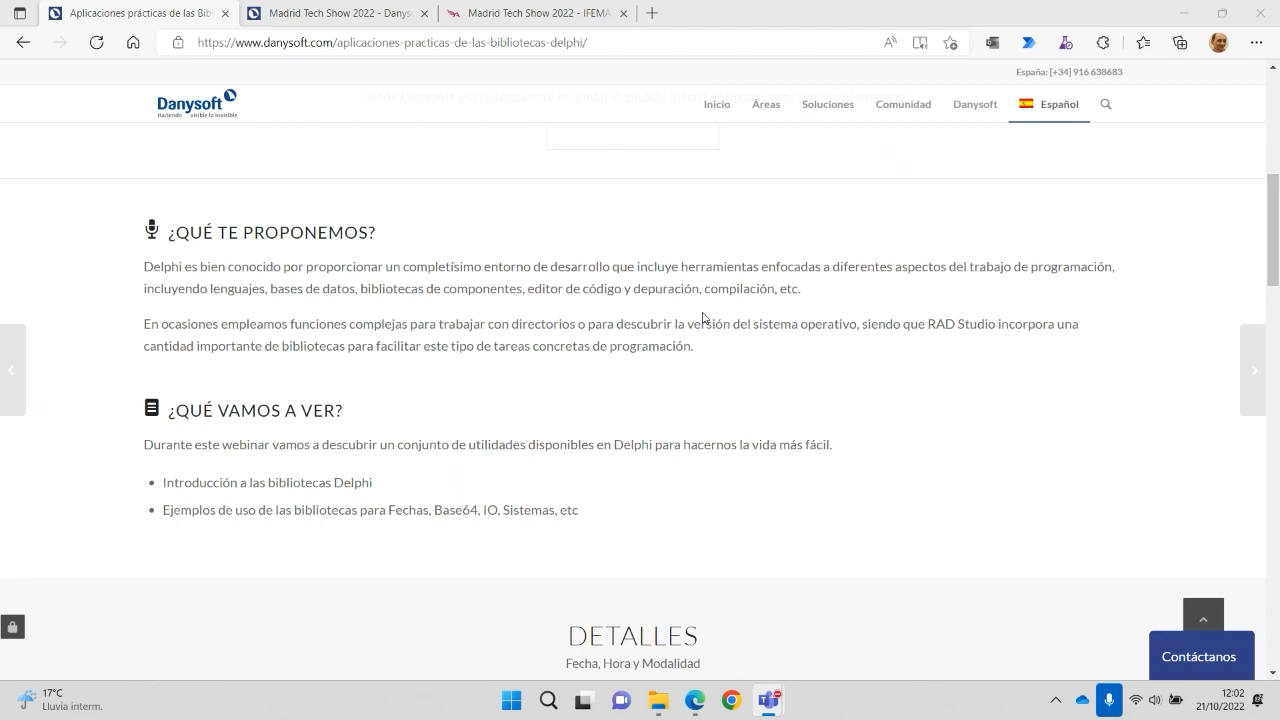 Aplicaciones prácticas de las Bib
Madrid Tech Show 2022 - Danys
Madrid Tech Show 2022 - IFEMA
https://www.danysoft.com/aplicaciones-practicas-de-las-bibliotecas-delphi/
España: [+34] 916 638683
Danysoft
Haciendo visible lo invisible
Inicio Áreas Soluciones Comunidad Danysoft Español
¿QUÉ TE PROPONEMOS?
Delphi es bien conocido por proporcionar un completísimo entorno de desarrollo que incluye herramientas enfocadas a diferentes aspectos del trabajo de programación,
incluyendo lenguajes, bases de datos, bibliotecas de componentes, editor de código y depuración, compilación, etc.
En ocasiones empleamos funciones complejas para trabajar con directorios o para descubrir la versión del sistema operativo, siendo que RAD Studio incorpora una
cantidad importante de bibliotecas para facilitar este tipo de tareas concretas de programación.
¿QUÉ VAMOS A VER?
Durante este webinar vamos a descubrir un conjunto de utilidades disponibles en Delphi para hacernos la vida más fácil.
• Introducción a las bibliotecas Delphi
• Ejemplos de uso de las bibliotecas para Fechas, Base64, IO, Sistemas, etc
DETALLES
Fecha, Hora y Modalidad
Contáctanos
17°C
Lluvia interm.
12:02
21/10/2022